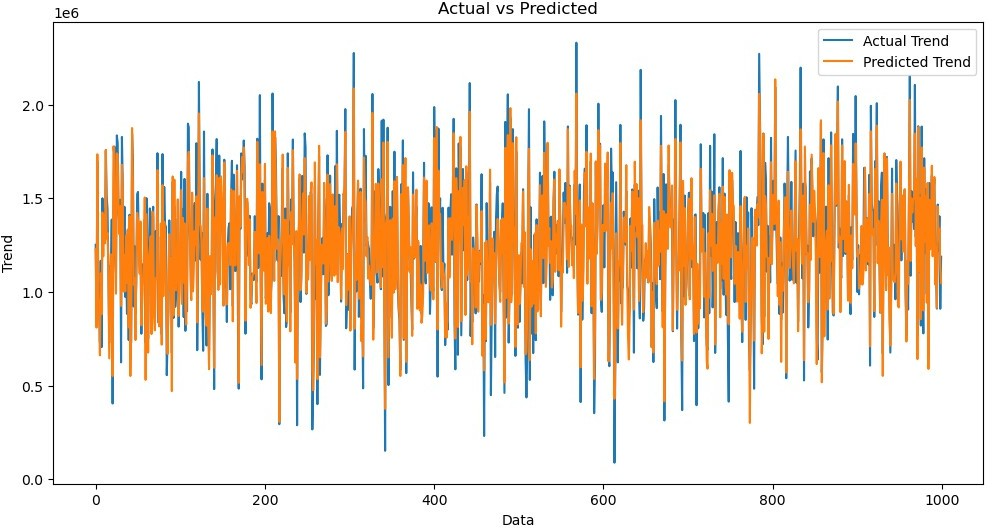 Actual vs Predicted
1e6
Actual Trend
Predicted Trend
2.0
1.5
1.0
0.5
0.0
Trend
0 200 400 600 800 1000
Data